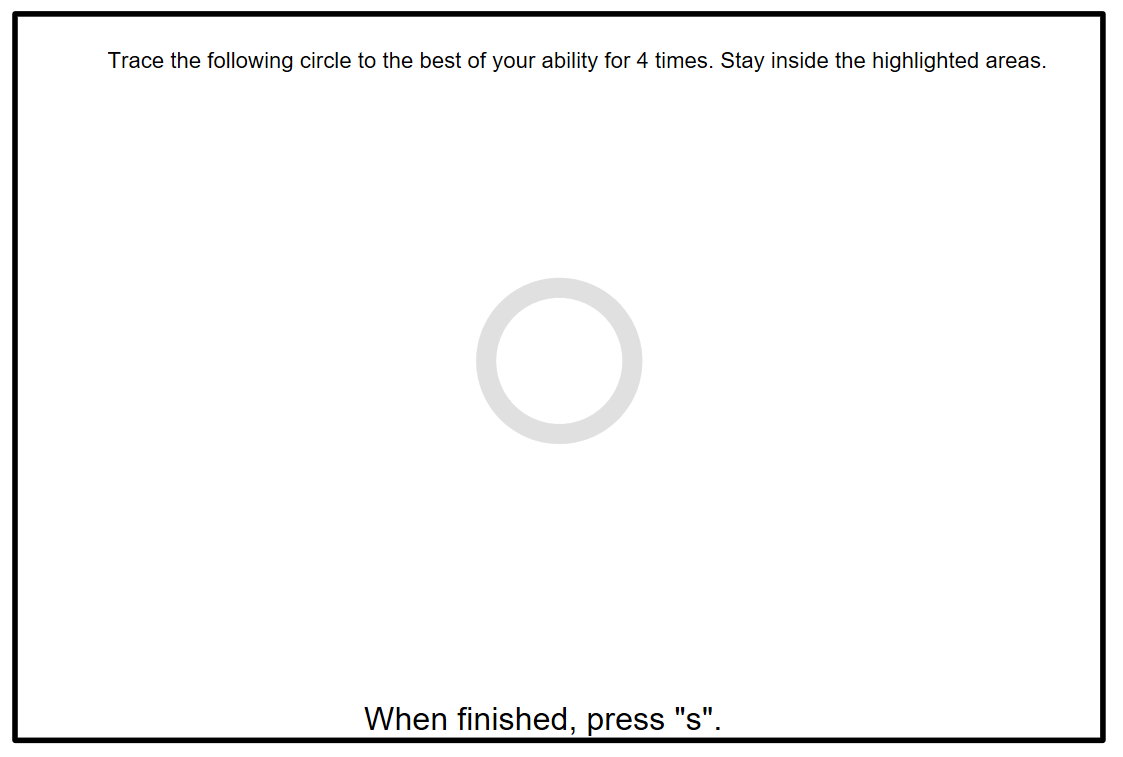 Trace the following circle to the best of your ability for 4 times. Stay inside the highlighted areas.
When finished, press "s".